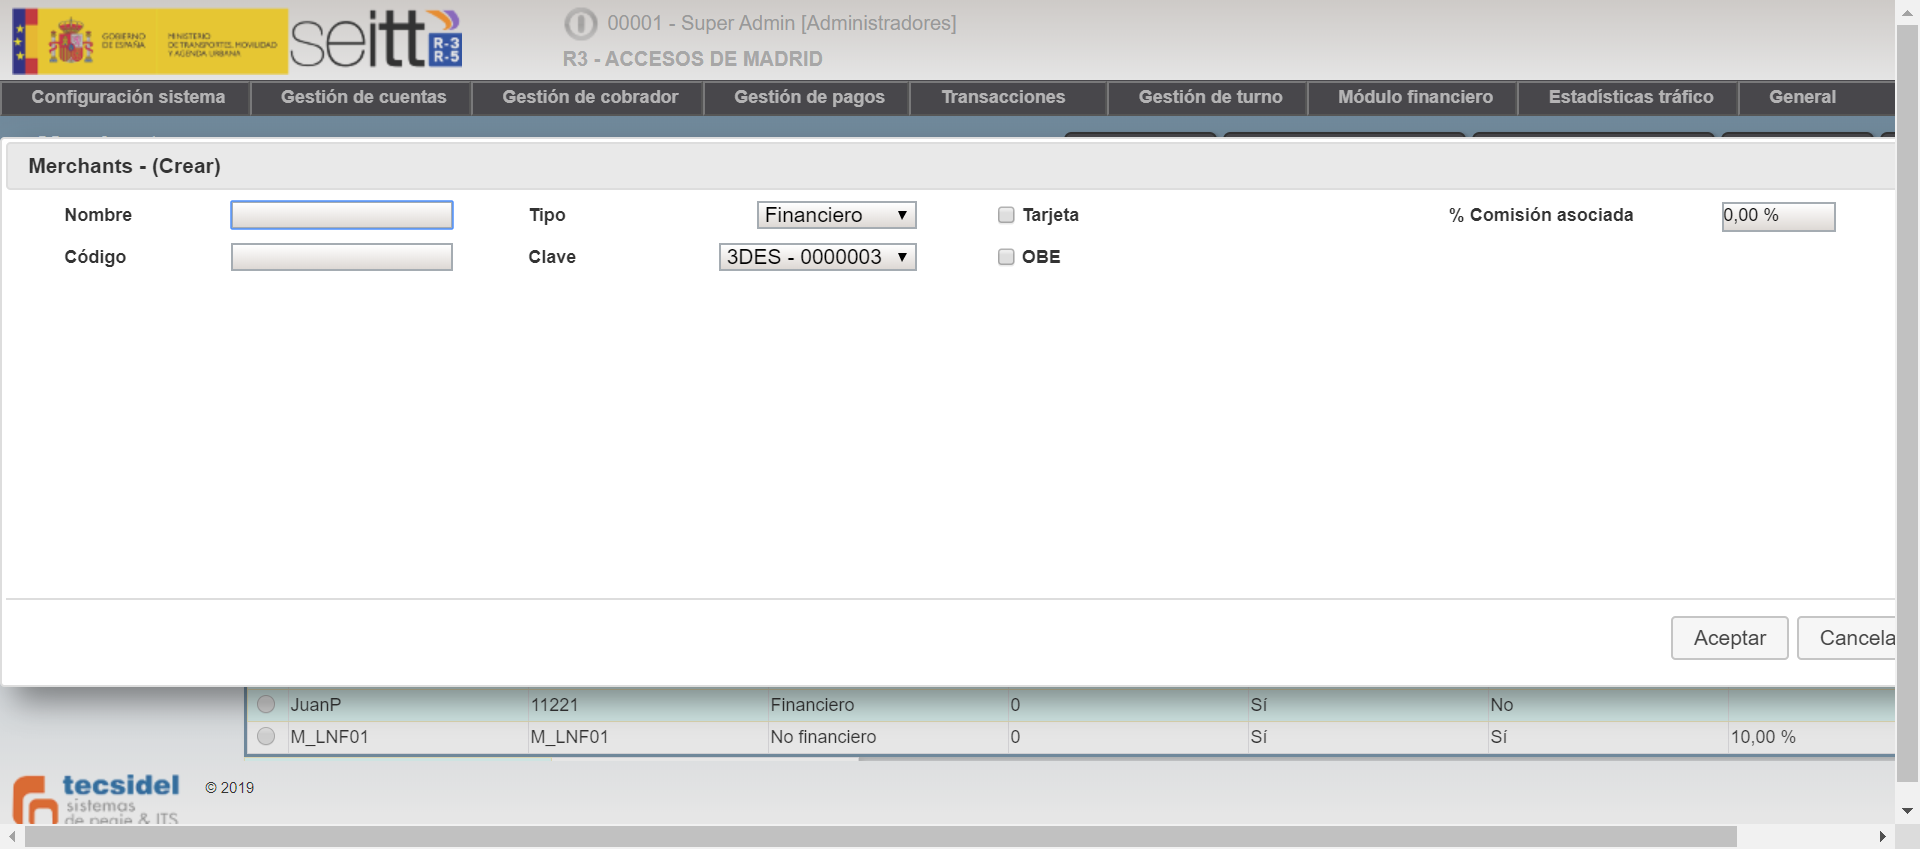 GOBIERNO
DE ESPAÑA
MINISTERIO
DE TRANSPORTES, MOVILIDAD
Y AGENDA URBANA
seitt
R-3
R-5
00001 - Super Admin [Administradores]
R3 - ACCESOS DE MADRID
Configuración sistema
Gestión de cuentas
Gestión de cobrador
Gestión de pagos
Transacciones
Gestión de turno
Módulo financiero
Estadísticas tráfico
General
Merchants - (Crear)
Nombre
Tipo
Financiero
Tarjeta
% Comisión asociada
0,00 %
Código
Clave
3DES - 0000003
OBE
Aceptar
Cancela
JuanP 11221 Financiero 0 Sí No
M_LNF01 M_LNF01 No financiero 0 Sí Sí 10,00 %
tecsidel
sistemas
de peaje & ITS
© 2019